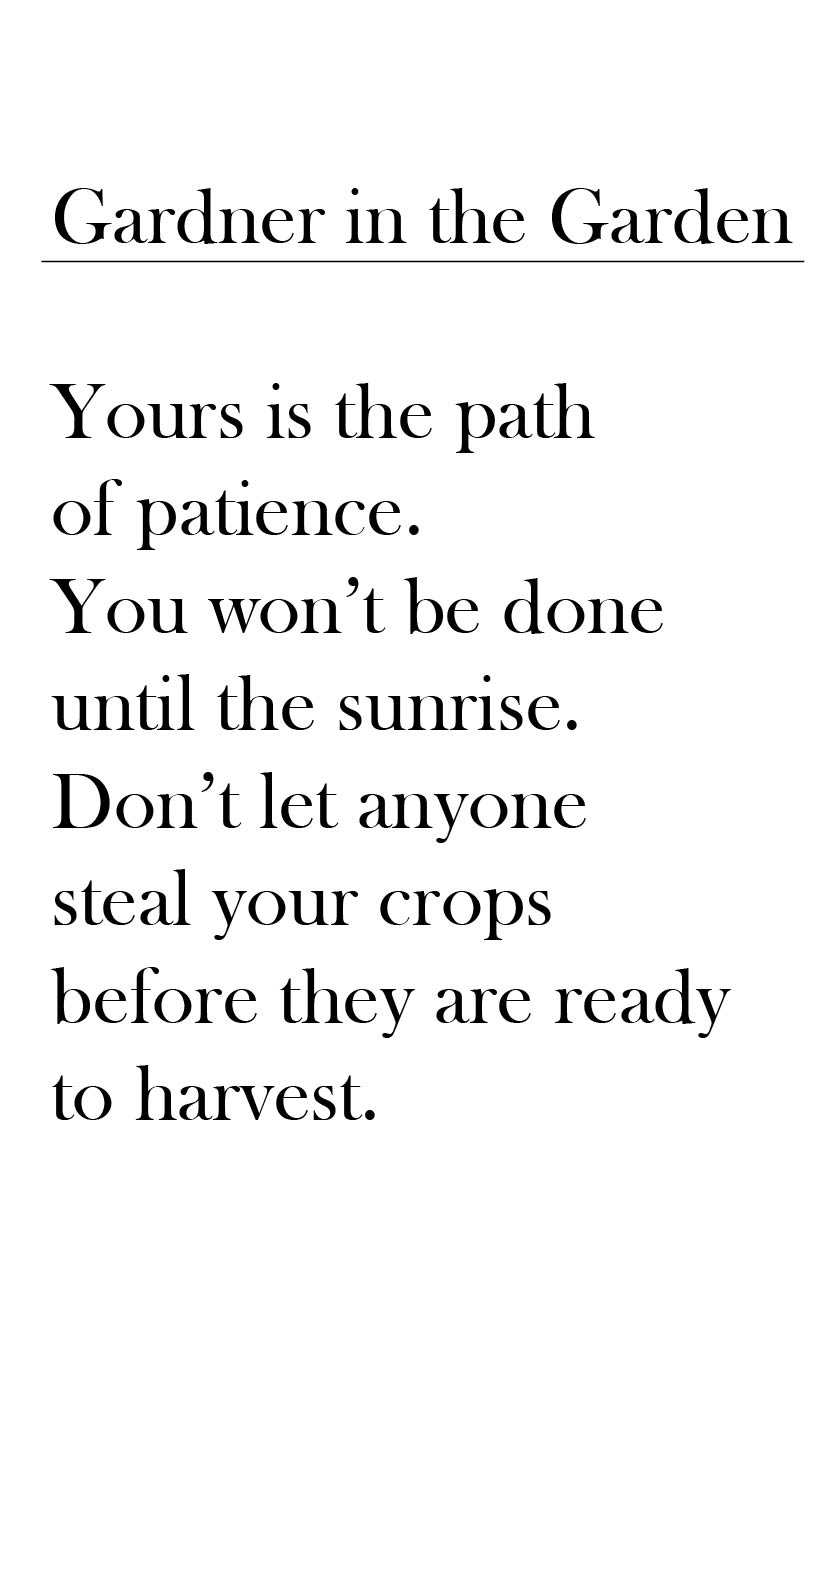 Gardner in the Garden
Yours is the path
of patience.
You won’t be done
until the sunrise.
Don’t let anyone
steal your crops
before they are ready
to harvest.